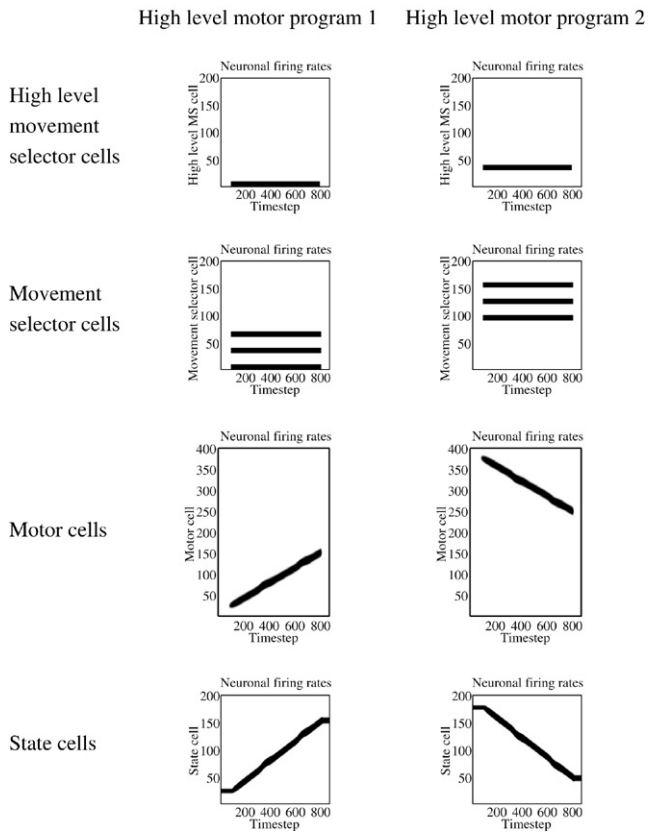 High level motor program 1 High level motor program 2
High level
movement
selector cells
Neuronal firing rates
High level MS cell
200
150
100
50
200 400 600 800
Timestep
Neuronal firing rates
High level MS cell
200
150
100
50
200 400 600 800
Timestep
Movement
selector cells
Neuronal firing rates
Movement selector cell
200
150
100
50
200 400 600 800
Timestep
Neuronal firing rates
Movement selector cell
200
150
100
50
200 400 600 800
Timestep
Motor cells
Neuronal firing rates
Motor cell
400
350
300
250
200
150
100
50
200 400 600 800
Timestep
Neuronal firing rates
Motor cell
400
350
300
250
200
150
100
50
200 400 600 800
Timestep
State cells
Neuronal firing rates
State cell
200
150
100
50
200 400 600 800
Timestep
Neuronal firing rates
State cell
200
150
100
50
200 400 600 800
Timestep